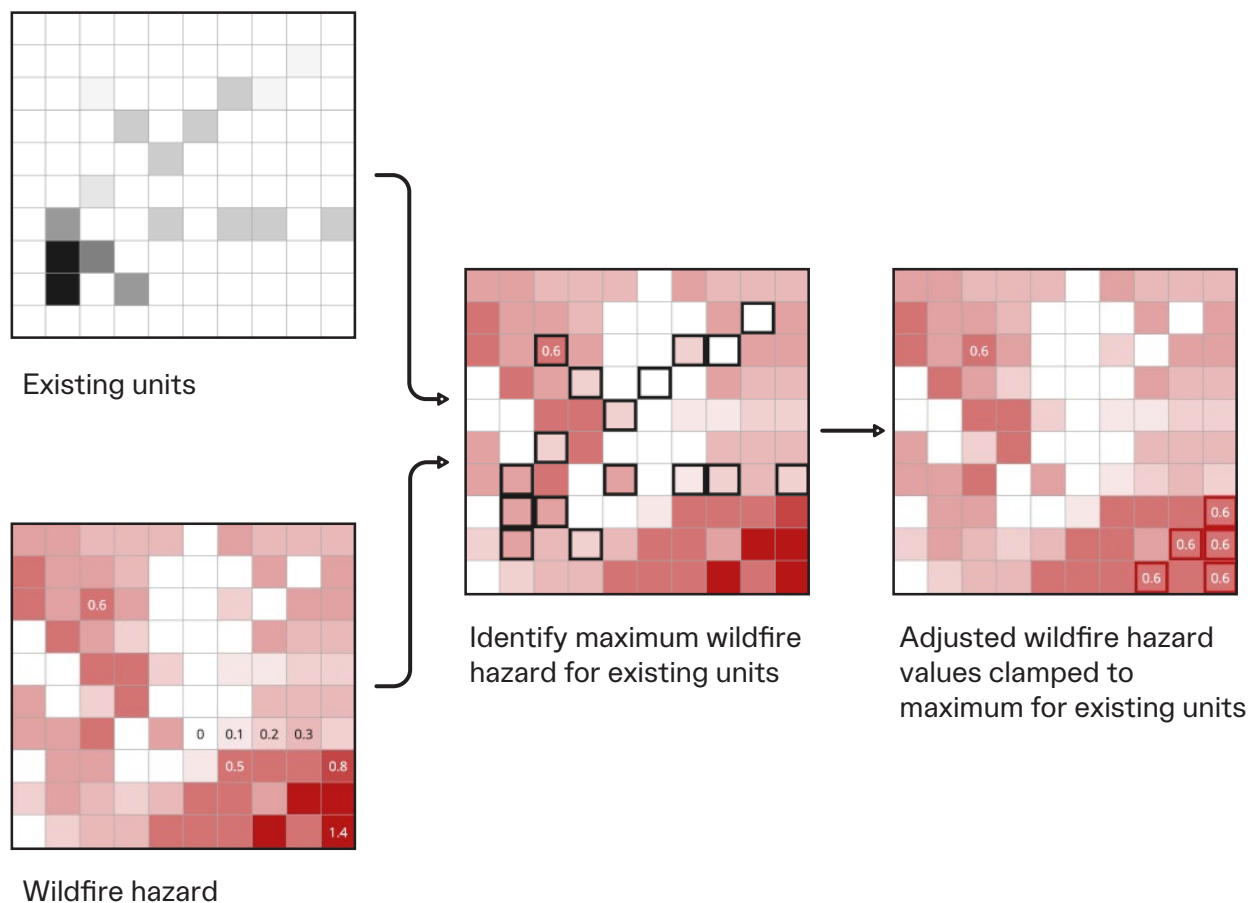 Existing units
0.6
0 0.1 0.2 0.3
0.5 0.8
1.4
Wildfire hazard
0.6
Identify maximum wildfire
hazard for existing units
0.6
0.6
0.6 0.6
0.6 0.6
Adjusted wildfire hazard
values clamped to
maximum for existing units